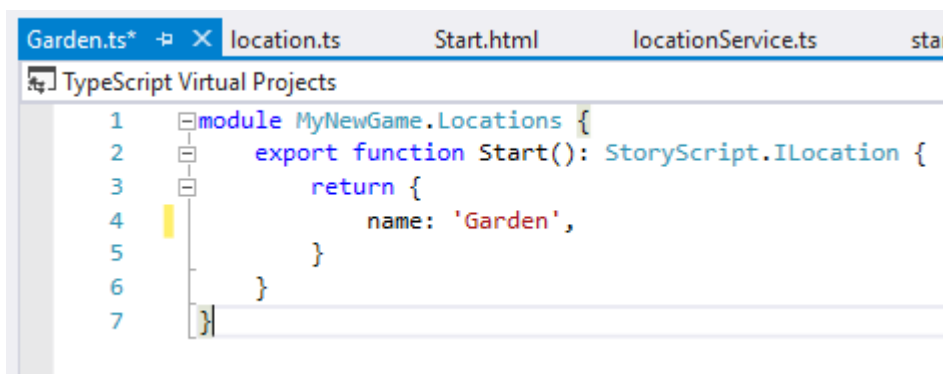 Garden.ts* location.ts Start.html locationService.ts
TypeScript Virtual Projects
1 module MyNewGame.Locations {
2 export function Start(): StoryScript.ILocation {
3 return {
4 name: 'Garden',
5 }
6 }
7 }